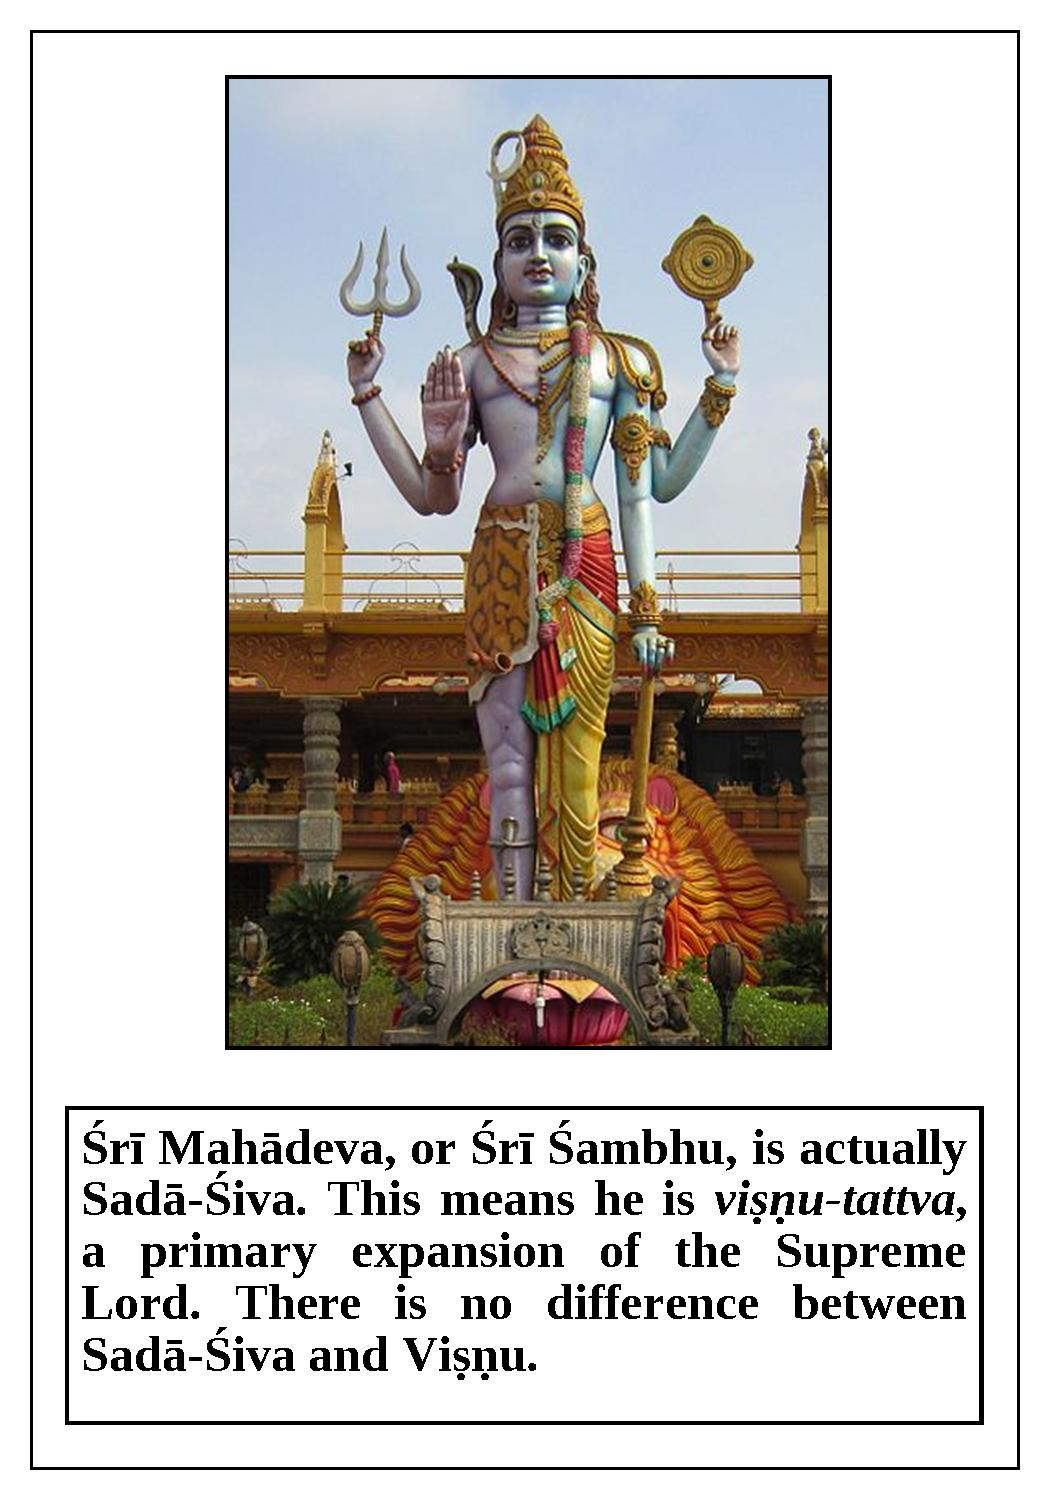 Śrī Mahādeva, or Śrī Śambhu, is actually
Sadā-Śiva. This means he is viṣṇu-tattva,
a primary expansion of the Supreme
Lord. There is no difference between
Sadā-Śiva and Viṣṇu.